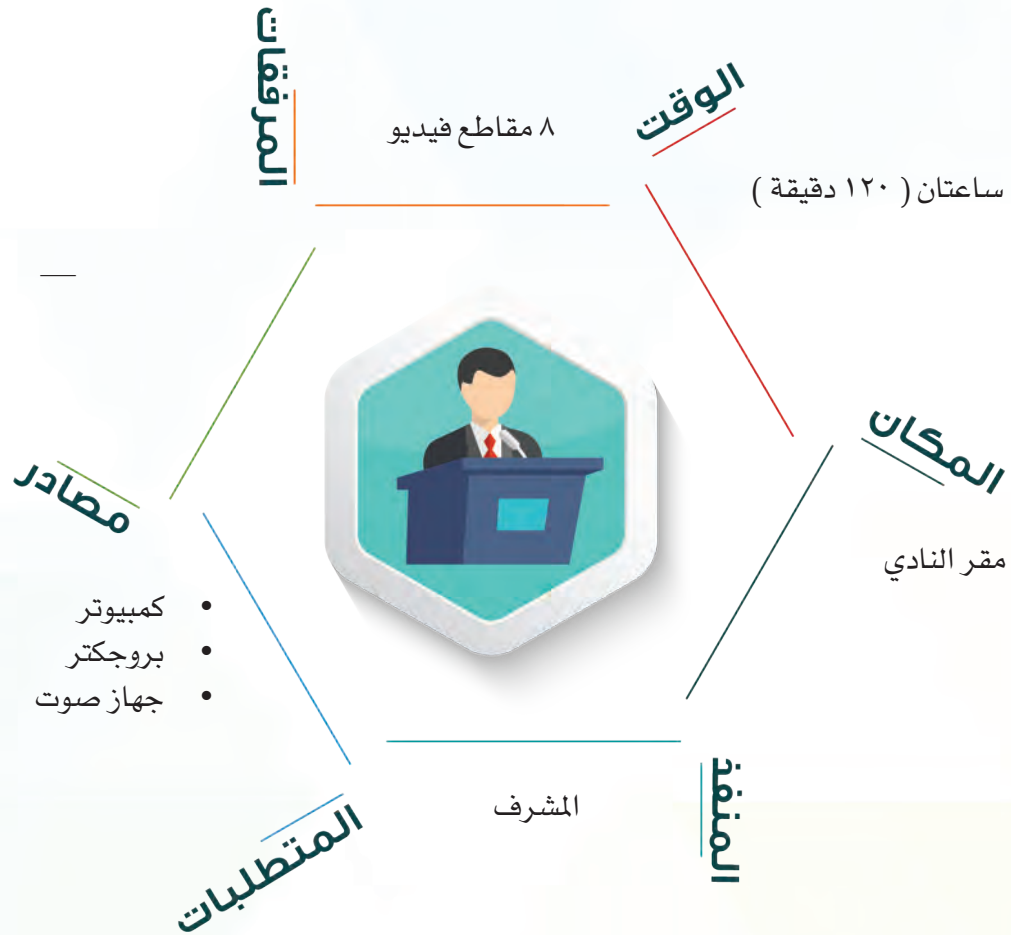 الوقت
ساعتان ( ١٢٠ دقيقة )
المكان
مقر النادي
المنفذ
المشرف
المتطلبات
• كمبيوتر
• بروجكتر
• جهاز صوت
مصادر
—
المرفقات
٨ مقاطع فيديو